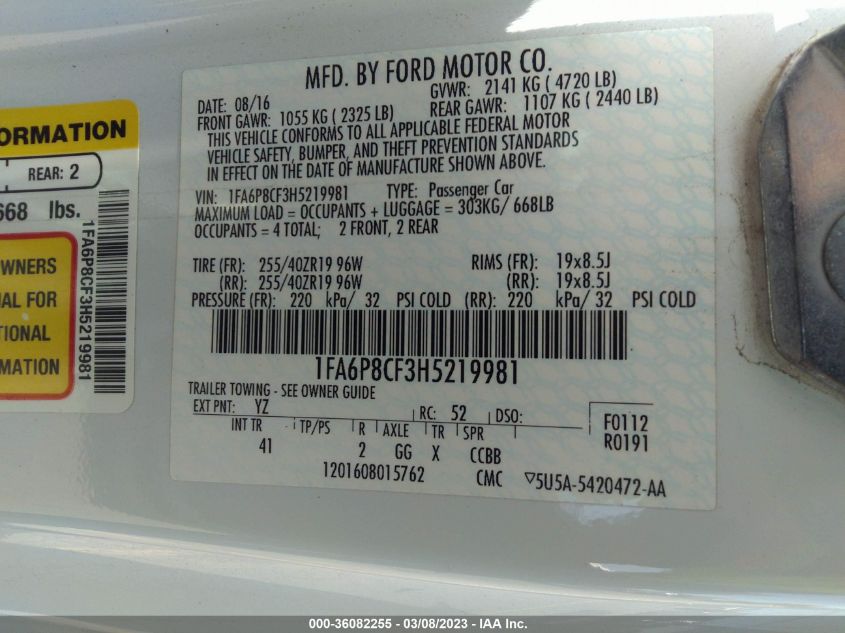 MFD. BY FORD MOTOR CO.
DATE: 08/16 GVWR: 2141 KG ( 4720 LB)
FRONT GAWR: 1055 KG ( 2325 LB) REAR GAWR: 1107 KG ( 2440 LB)
THIS VEHICLE CONFORMS TO ALL APPLICABLE FEDERAL MOTOR
VEHICLE SAFETY, BUMPER, AND THEFT PREVENTION STANDARDS
IN EFFECT ON THE DATE OF MANUFACTURE SHOWN ABOVE.
VIN: 1FA6P8CF3H5219981 TYPE: Passenger Car
MAXIMUM LOAD = OCCUPANTS + LUGGAGE = 303KG/ 668LB
OCCUPANTS = 4 TOTAL; 2 FRONT, 2 REAR
TIRE (FR): 255/40ZR19 96W RIMS (FR): 19x8.5J
(RR): 255/40ZR19 96W (RR): 19x8.5J
PRESSURE (FR): 220 kPa/ 32 PSI COLD (RR): 220 kPa/ 32 PSI COLD
1FA6P8CF3H5219981
TRAILER TOWING - SEE OWNER GUIDE
EXT PNT: YZ RC: 52 DSO: F0112
INT TR TP/PS R AXLE TR SPR R0191
41 2 GG X CCBB
1201608015762 CMC ▽5U5A-5420472-AA
ORMATION
REAR: 2
668 lbs.
1FA6P8CF3H5219981
WNERS
AL FOR
TIONAL
MATION
000-36082255 - 03/08/2023 - IAA Inc.